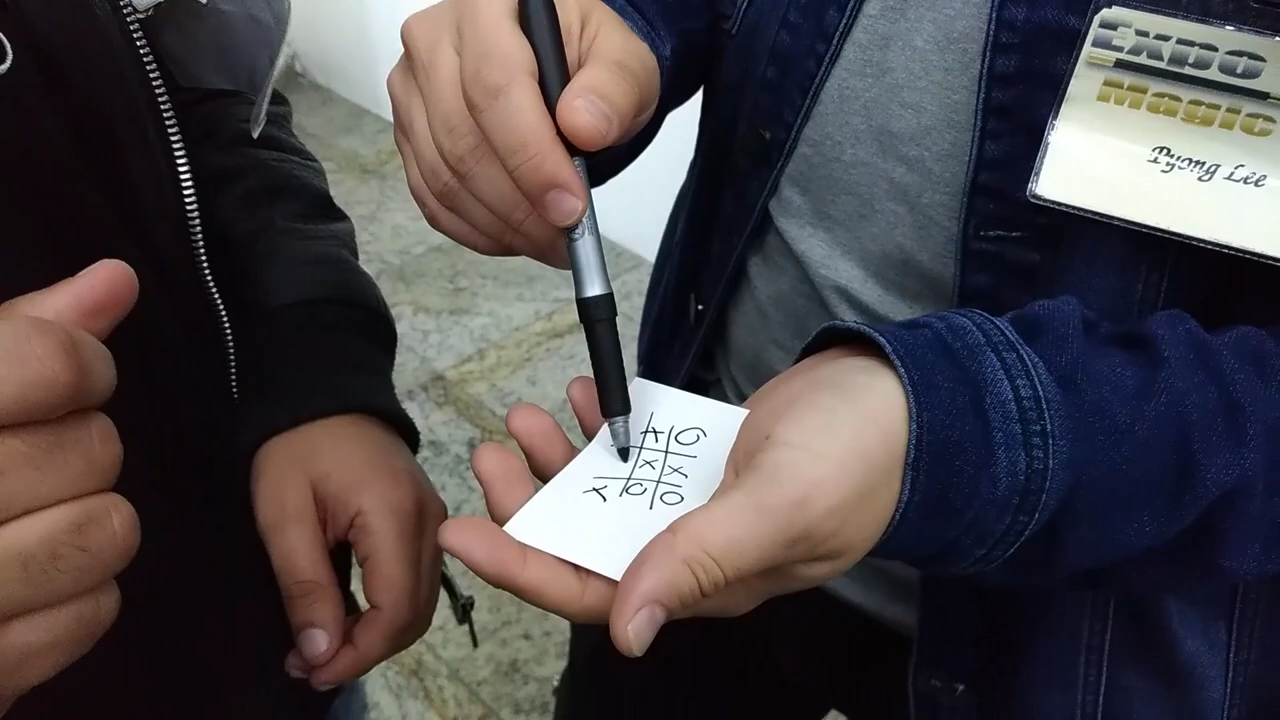 Expo
Magic
Pyong Lee
X O
X X
X O O